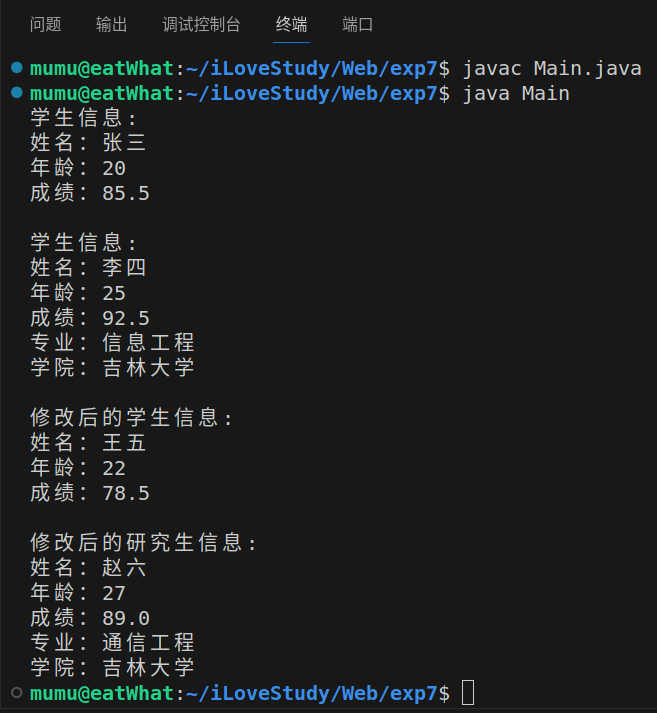 问题 输出 调试控制台 终端 端口
mumu@eatWhat:~/iLoveStudy/Web/exp7$ javac Main.java
mumu@eatWhat:~/iLoveStudy/Web/exp7$ java Main
学生信息:
姓名: 张三
年龄: 20
成绩: 85.5
学生信息:
姓名: 李四
年龄: 25
成绩: 92.5
专业: 信息工程
学院: 吉林大学
修改后的学生信息:
姓名: 王五
年龄: 22
成绩: 78.5
修改后的研究生信息:
姓名: 赵六
年龄: 27
成绩: 89.0
专业: 通信工程
学院: 吉林大学
mumu@eatWhat:~/iLoveStudy/Web/exp7$